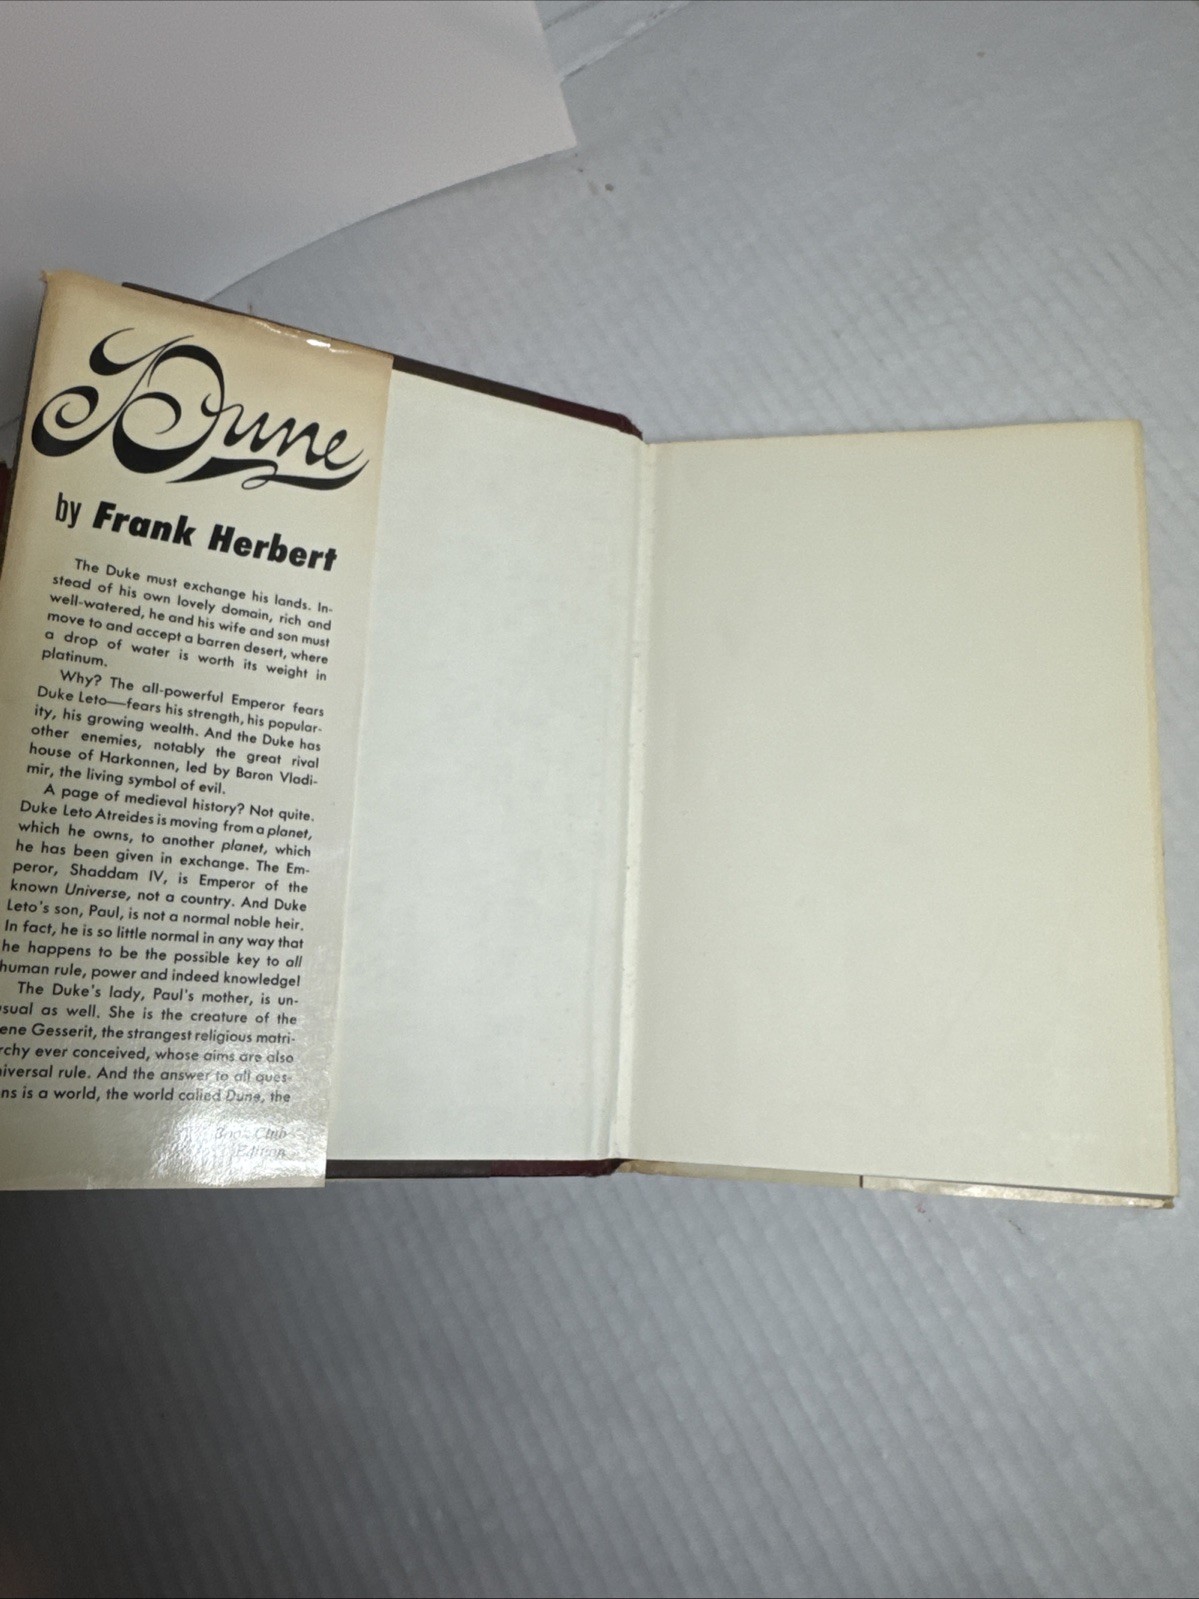 Dune
by Frank Herbert
The Duke must exchange his lands. In-
stead of his own lovely domain, rich and
well-watered, he and his wife and son must
move to and accept a barren desert, where
a drop of water is worth its weight in
platinum.
Why? The all-powerful Emperor fears
Duke Leto—fears his strength, his popular-
ity, his growing wealth. And the Duke has
other enemies, notably the great rival
house of Harkonnen, led by Baron Vladi-
mir, the living symbol of evil.
A page of medieval history? Not quite.
Duke Leto Atreides is moving from a planet,
which he owns, to another planet, which
he has been given in exchange. The Em-
peror, Shaddam IV, is Emperor of the
known Universe, not a country. And Duke
Leto's son, Paul, is not a normal noble heir.
In fact, he is so little normal in any way that
he happens to be the possible key to all
human rule, power and indeed knowledge!
The Duke's lady, Paul's mother, is un-
sual as well. She is the creature of the
ene Gesserit, the strangest religious matri-
rchy ever conceived, whose aims are also
iversal rule. And the answer to all ques-
ns is a world, the world called Dune, the
Book Club
Edition